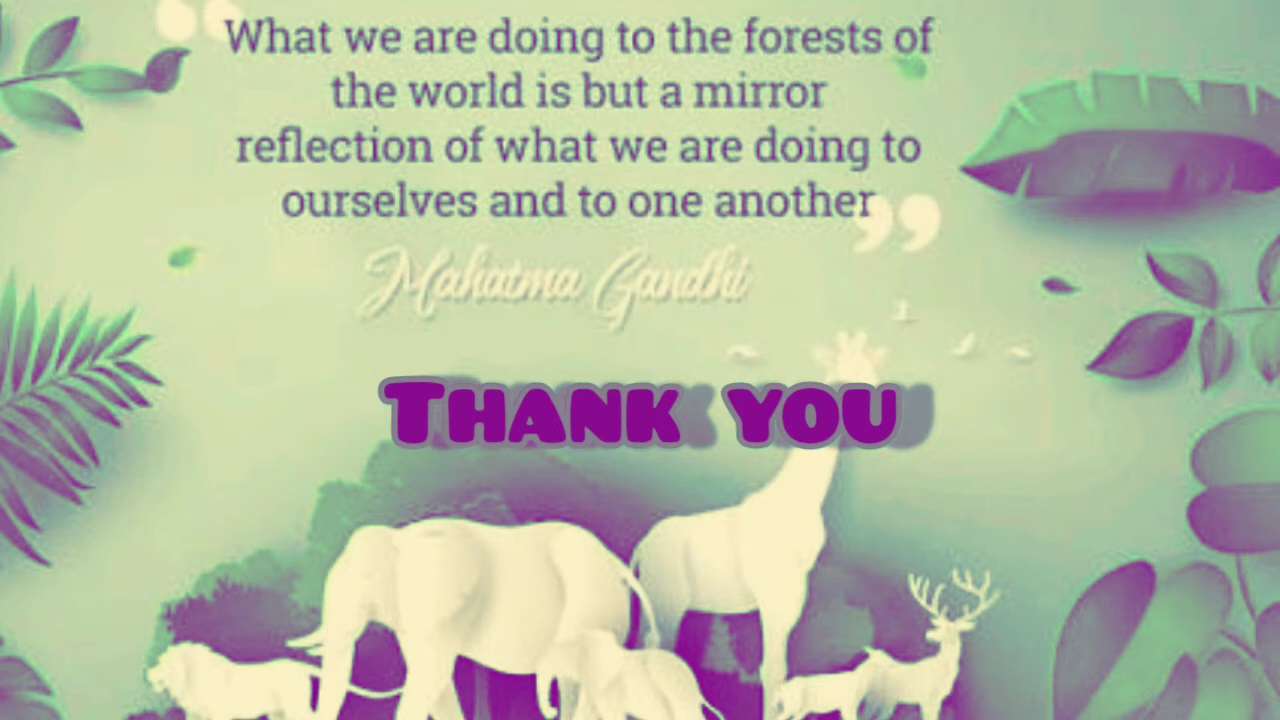 “What we are doing to the forests of
the world is but a mirror
reflection of what we are doing to
ourselves and to one another”
Mahatma Gandhi
THANK YOU